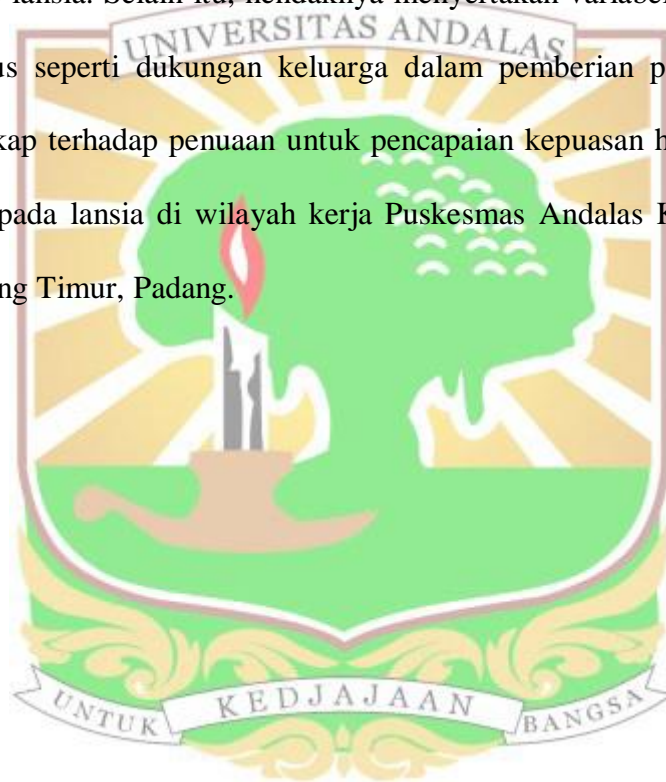 lansia. Selain itu, hendaknya menyertakan variabel
UNIVERSITAS ANDALAS
us seperti dukungan keluarga dalam pemberian p
kap terhadap penuaan untuk pencapaian kepuasan h
pada lansia di wilayah kerja Puskesmas Andalas K
ng Timur, Padang.
UNTUK KEDJAJAAN BANGSA